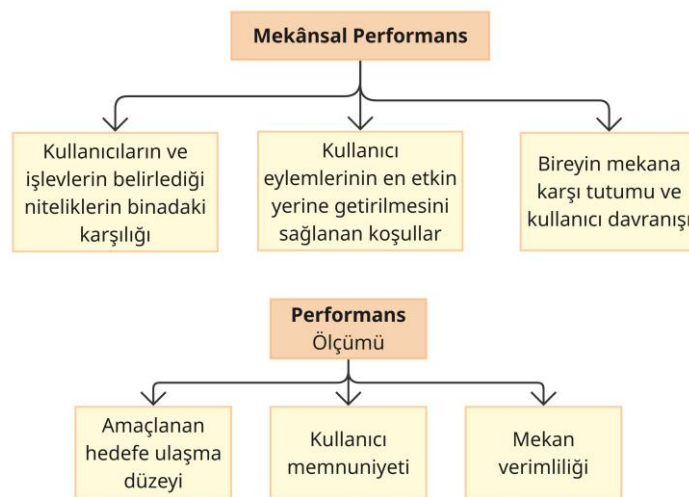 Mekânsal Performans
Kullanıcıların ve
işlevlerin belirlediği
niteliklerin binadaki
karşılığı
Kullanıcı
eylemlerinin en etkin
yerine getirilmesini
sağlanan koşullar
Bireyin mekana
karşı tutumu ve
kullanıcı davranışı
Performans
Ölçümü
Amaçlanan
hedefe ulaşma
düzeyi
Kullanıcı
memnuniyeti
Mekan
verimliliği